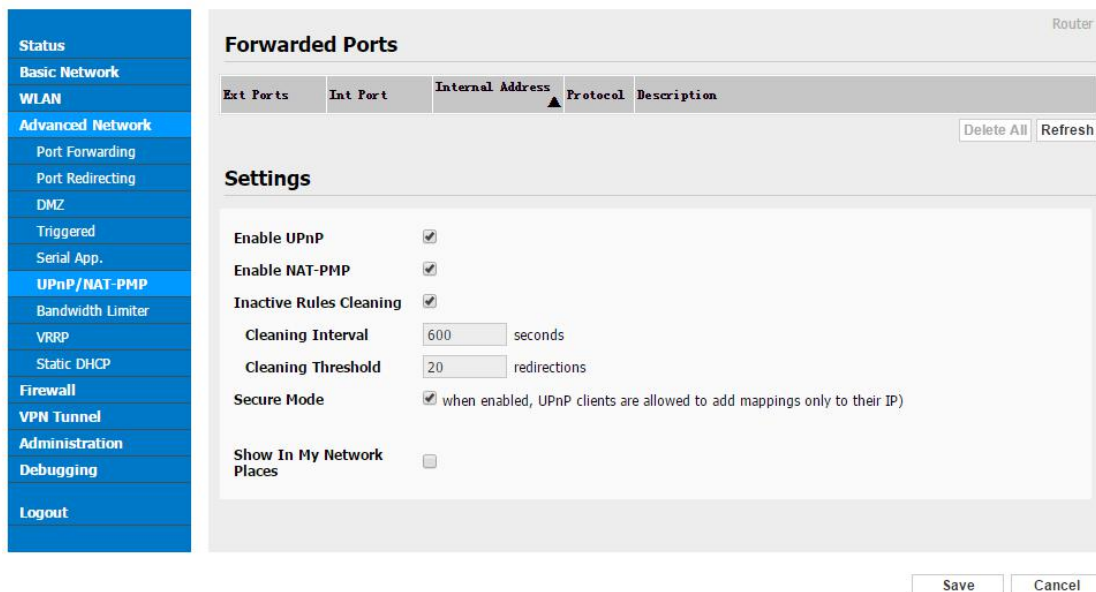 Router
Status
Basic Network
WLAN
Advanced Network
Port Forwarding
Port Redirecting
DMZ
Triggered
Serial App.
UPnP/NAT-PMP
Bandwidth Limiter
VRRP
Static DHCP
Firewall
VPN Tunnel
Administration
Debugging
Logout
Forwarded Ports
Ext Ports Int Port Internal Address Protocol Description
Delete All Refresh
Settings
Enable UPnP
Enable NAT-PMP
Inactive Rules Cleaning
Cleaning Interval 600 seconds
Cleaning Threshold 20 redirections
Secure Mode when enabled, UPnP clients are allowed to add mappings only to their IP)
Show In My Network
Places
Save Cancel